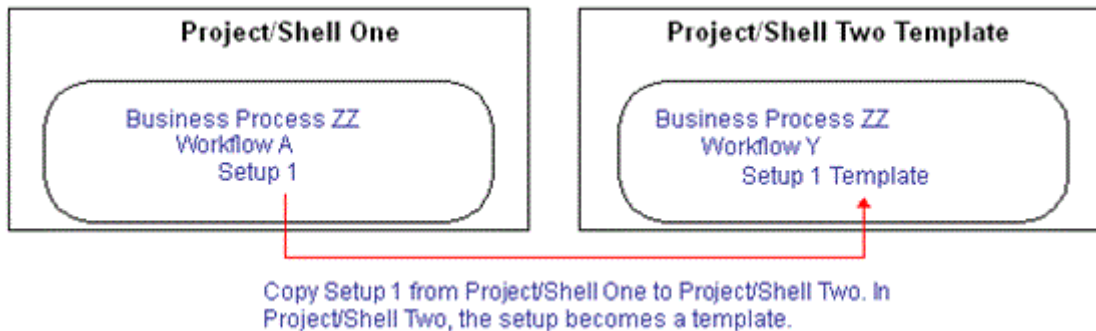 Project/Shell One
Business Process ZZ
Workflow A
Setup 1
Project/Shell Two Template
Business Process ZZ
Workflow Y
Setup 1 Template
Copy Setup 1 from Project/Shell One to Project/Shell Two. In
Project/Shell Two, the setup becomes a template.